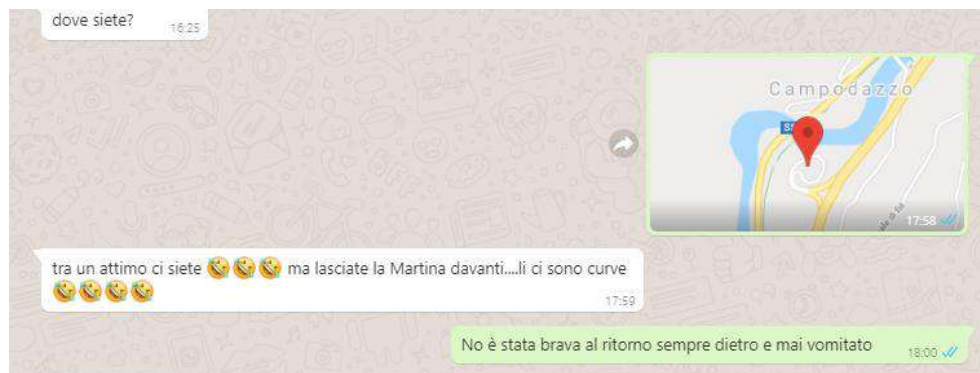 dove siete?
16:25
Campodazzo
17:58
tra un attimo ci siete 🤣🤣🤣 ma lasciate la Martina davanti....li ci sono curve
🤣🤣🤣🤣
17:59
No è stata brava al ritorno sempre dietro e mai vomitato
18:00